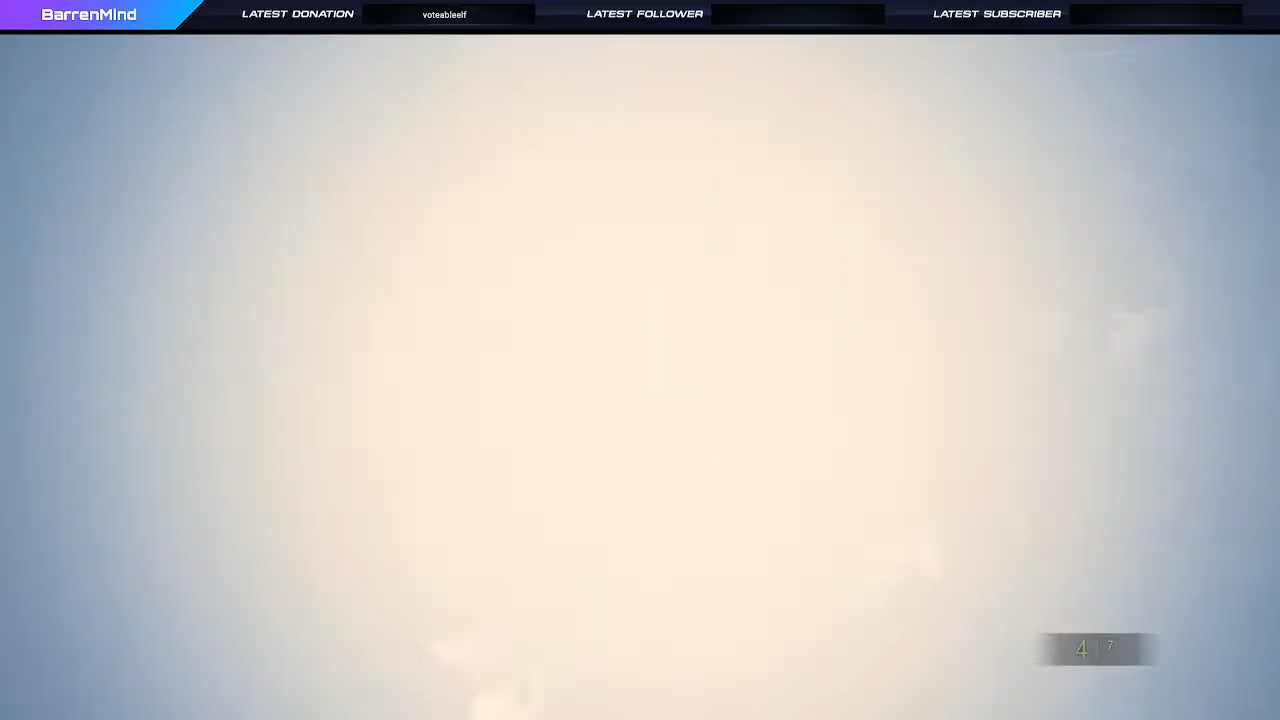 BarrenMind
LATEST DONATION
voteableelf
LATEST FOLLOWER
LATEST SUBSCRIBER
4 | 7